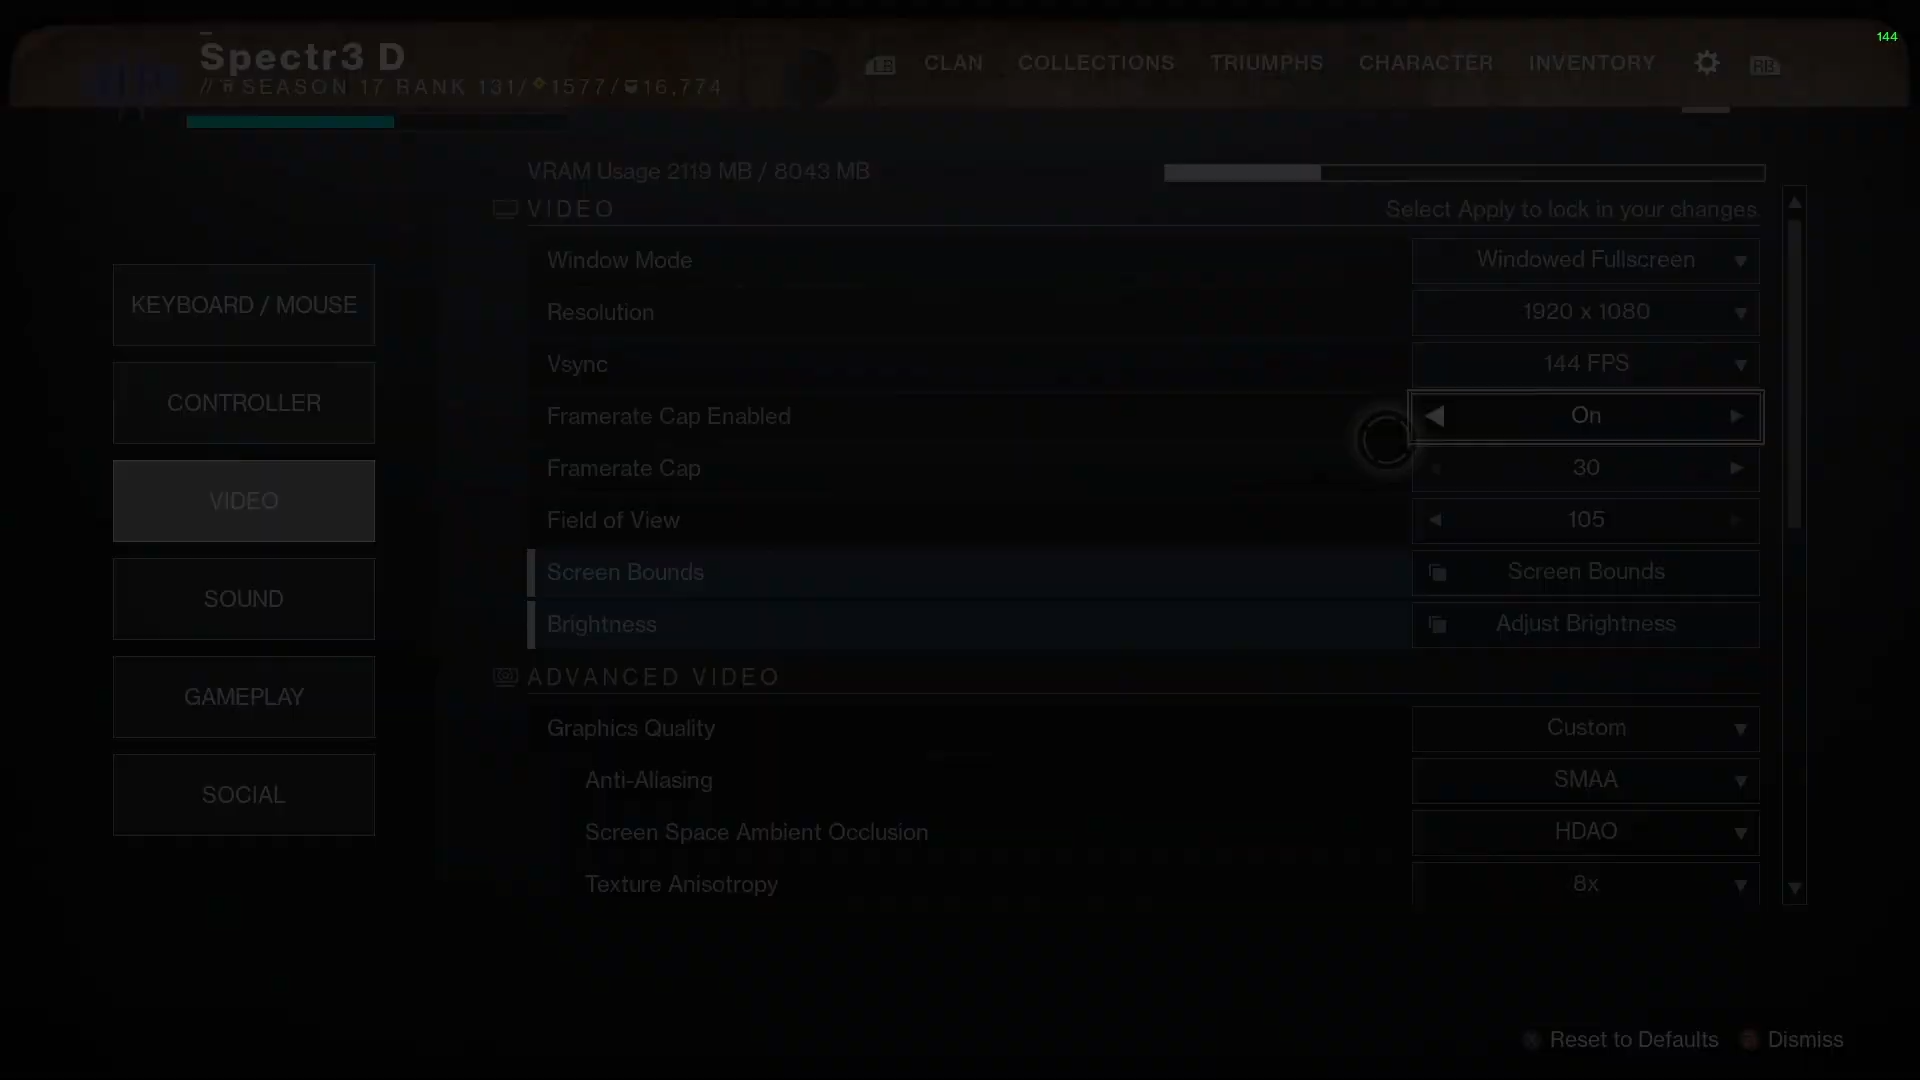 144
Spectr3 D
// SEASON 17 RANK 131/1577/16,774
LB CLAN COLLECTIONS TRIUMPHS CHARACTER INVENTORY RB
VRAM Usage 2119 MB / 8043 MB
VIDEO Select Apply to lock in your changes
Window Mode Windowed Fullscreen
Resolution 1920 x 1080
Vsync 144 FPS
Framerate Cap Enabled On
Framerate Cap 30
Field of View 105
Screen Bounds Screen Bounds
Brightness Adjust Brightness
ADVANCED VIDEO
Graphics Quality Custom
Anti-Aliasing SMAA
Screen Space Ambient Occlusion HDAO
Texture Anisotropy 8x
KEYBOARD / MOUSE
CONTROLLER
VIDEO
SOUND
GAMEPLAY
SOCIAL
Reset to Defaults Dismiss